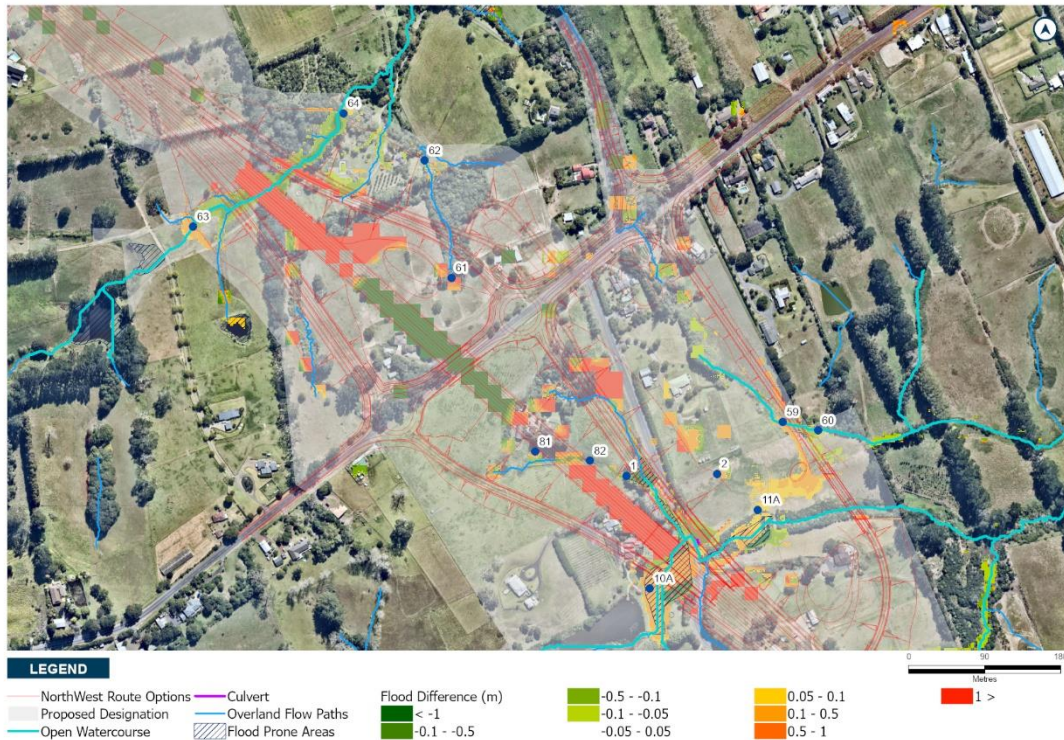 64
62
63
61
59
60
81
82
1
2
11A
10A
LEGEND
0 90 180
Metres
NorthWest Route Options
Proposed Designation
Open Watercourse
Culvert
Overland Flow Paths
Flood Prone Areas
Flood Difference (m)
< -1
-0.1 - -0.5
-0.5 - -0.1
-0.1 - -0.05
-0.05 - 0.05
0.05 - 0.1
0.1 - 0.5
0.5 - 1
1 >